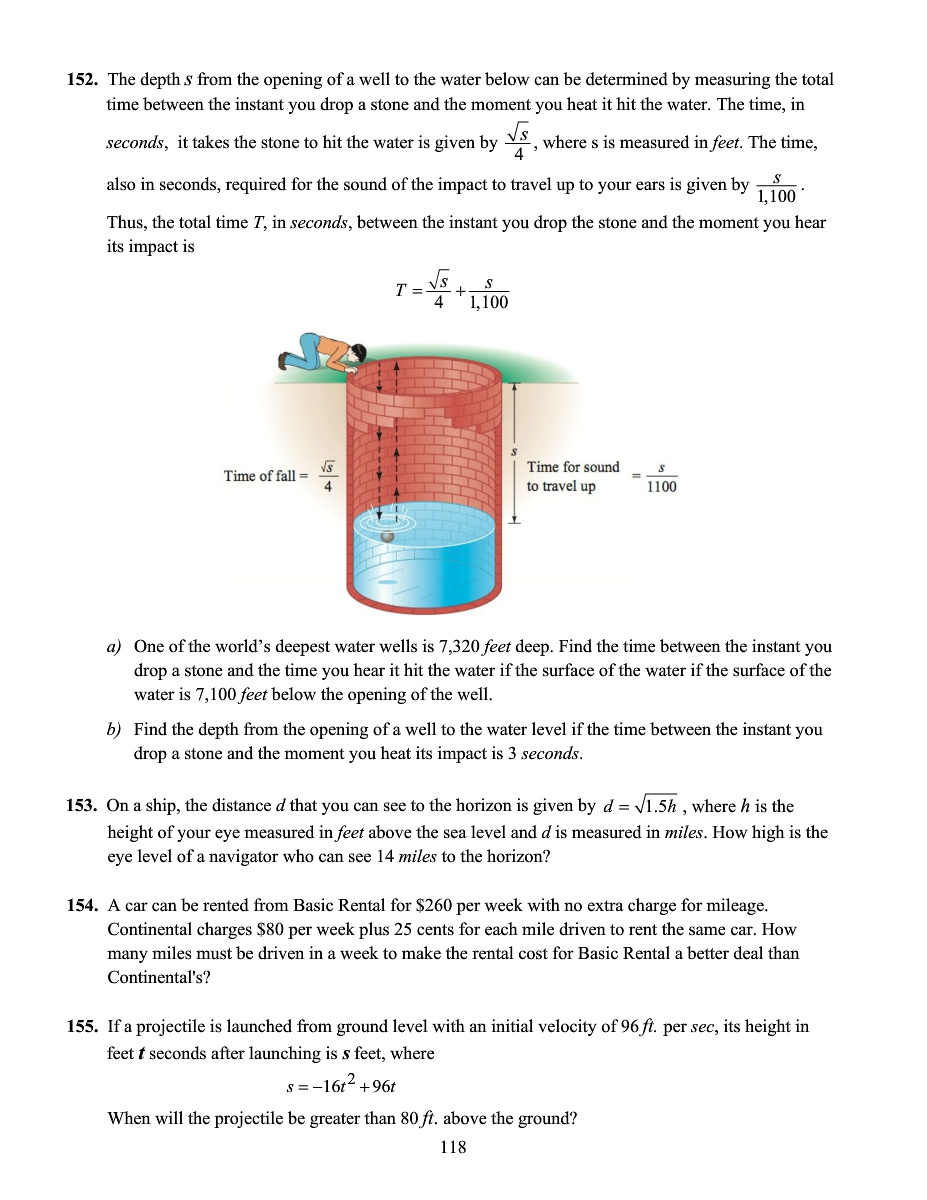 152. The depth s from the opening of a well to the water below can be determined by measuring the total
time between the instant you drop a stone and the moment you heat it hit the water. The time, in
seconds, it takes the stone to hit the water is given by √s/4, where s is measured in feet. The time,
also in seconds, required for the sound of the impact to travel up to your ears is given by s/1,100.
Thus, the total time T, in seconds, between the instant you drop the stone and the moment you hear
its impact is
T = √s/4 + s/1,100
Time of fall = √s/4
s
Time for sound
to travel up = s/1100
a) One of the world's deepest water wells is 7,320 feet deep. Find the time between the instant you
drop a stone and the time you hear it hit the water if the surface of the water if the surface of the
water is 7,100 feet below the opening of the well.
b) Find the depth from the opening of a well to the water level if the time between the instant you
drop a stone and the moment you heat its impact is 3 seconds.
153. On a ship, the distance d that you can see to the horizon is given by d = √1.5h , where h is the
height of your eye measured in feet above the sea level and d is measured in miles. How high is the
eye level of a navigator who can see 14 miles to the horizon?
154. A car can be rented from Basic Rental for $260 per week with no extra charge for mileage.
Continental charges $80 per week plus 25 cents for each mile driven to rent the same car. How
many miles must be driven in a week to make the rental cost for Basic Rental a better deal than
Continental's?
155. If a projectile is launched from ground level with an initial velocity of 96 ft. per sec, its height in
feet t seconds after launching is s feet, where
s = −16t² + 96t
When will the projectile be greater than 80 ft. above the ground?
118